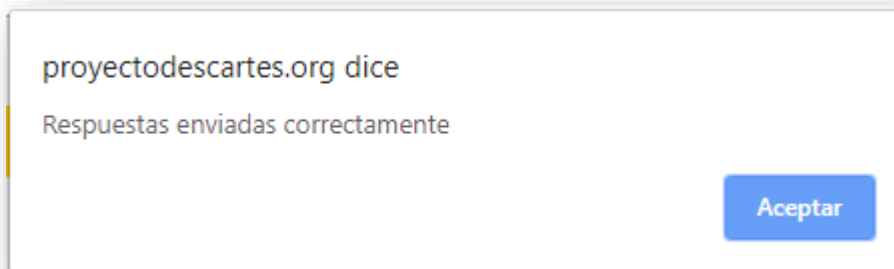 proyectodescartes.org dice
Respuestas enviadas correctamente
Aceptar